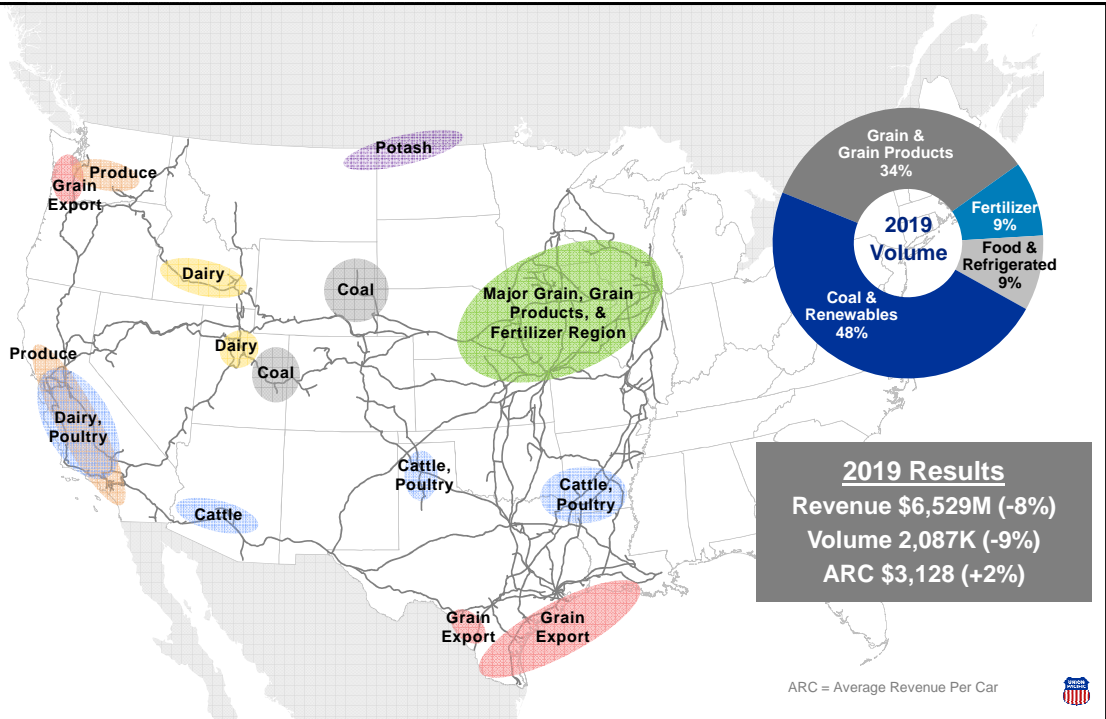 Potash
Produce
Grain
Export
Dairy
Coal
Major Grain, Grain
Products, &
Fertilizer Region
Dairy
Coal
Produce
Dairy,
Poultry
Cattle
Cattle,
Poultry
Cattle,
Poultry
Grain
Export
Grain
Export
Grain &
Grain Products
34%
Fertilizer
9%
Food &
Refrigerated
9%
Coal &
Renewables
48%
2019
Volume
2019 Results
Revenue $6,529M (-8%)
Volume 2,087K (-9%)
ARC $3,128 (+2%)
ARC = Average Revenue Per Car
UNION
PACIFIC